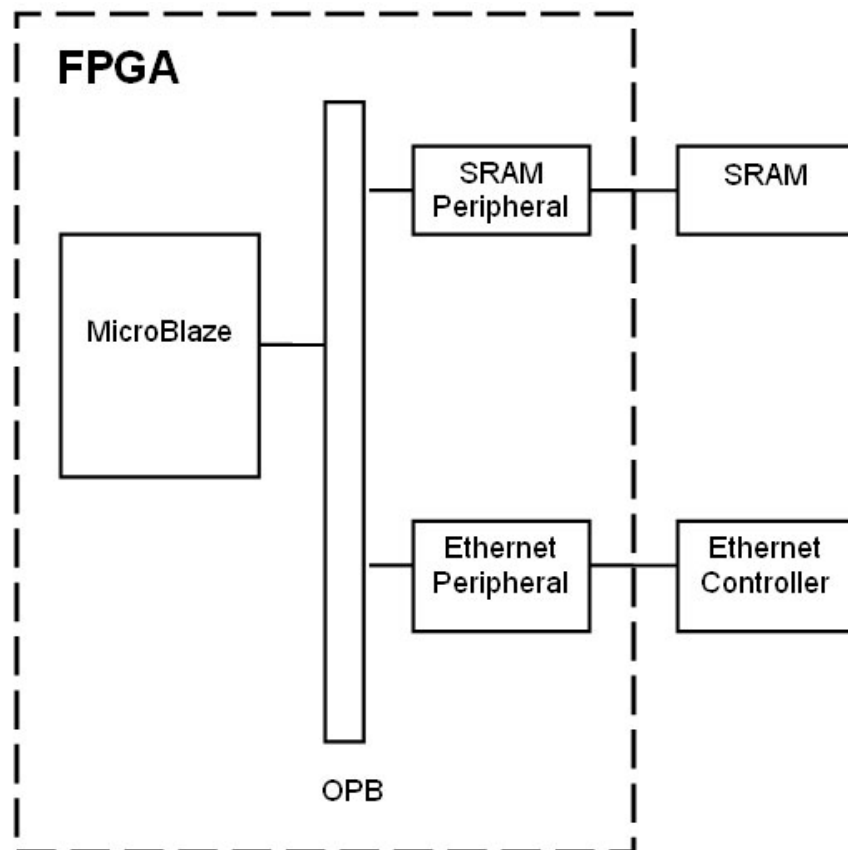 FPGA
SRAM
Peripheral
SRAM
MicroBlaze
Ethernet
Peripheral
Ethernet
Controller
OPB